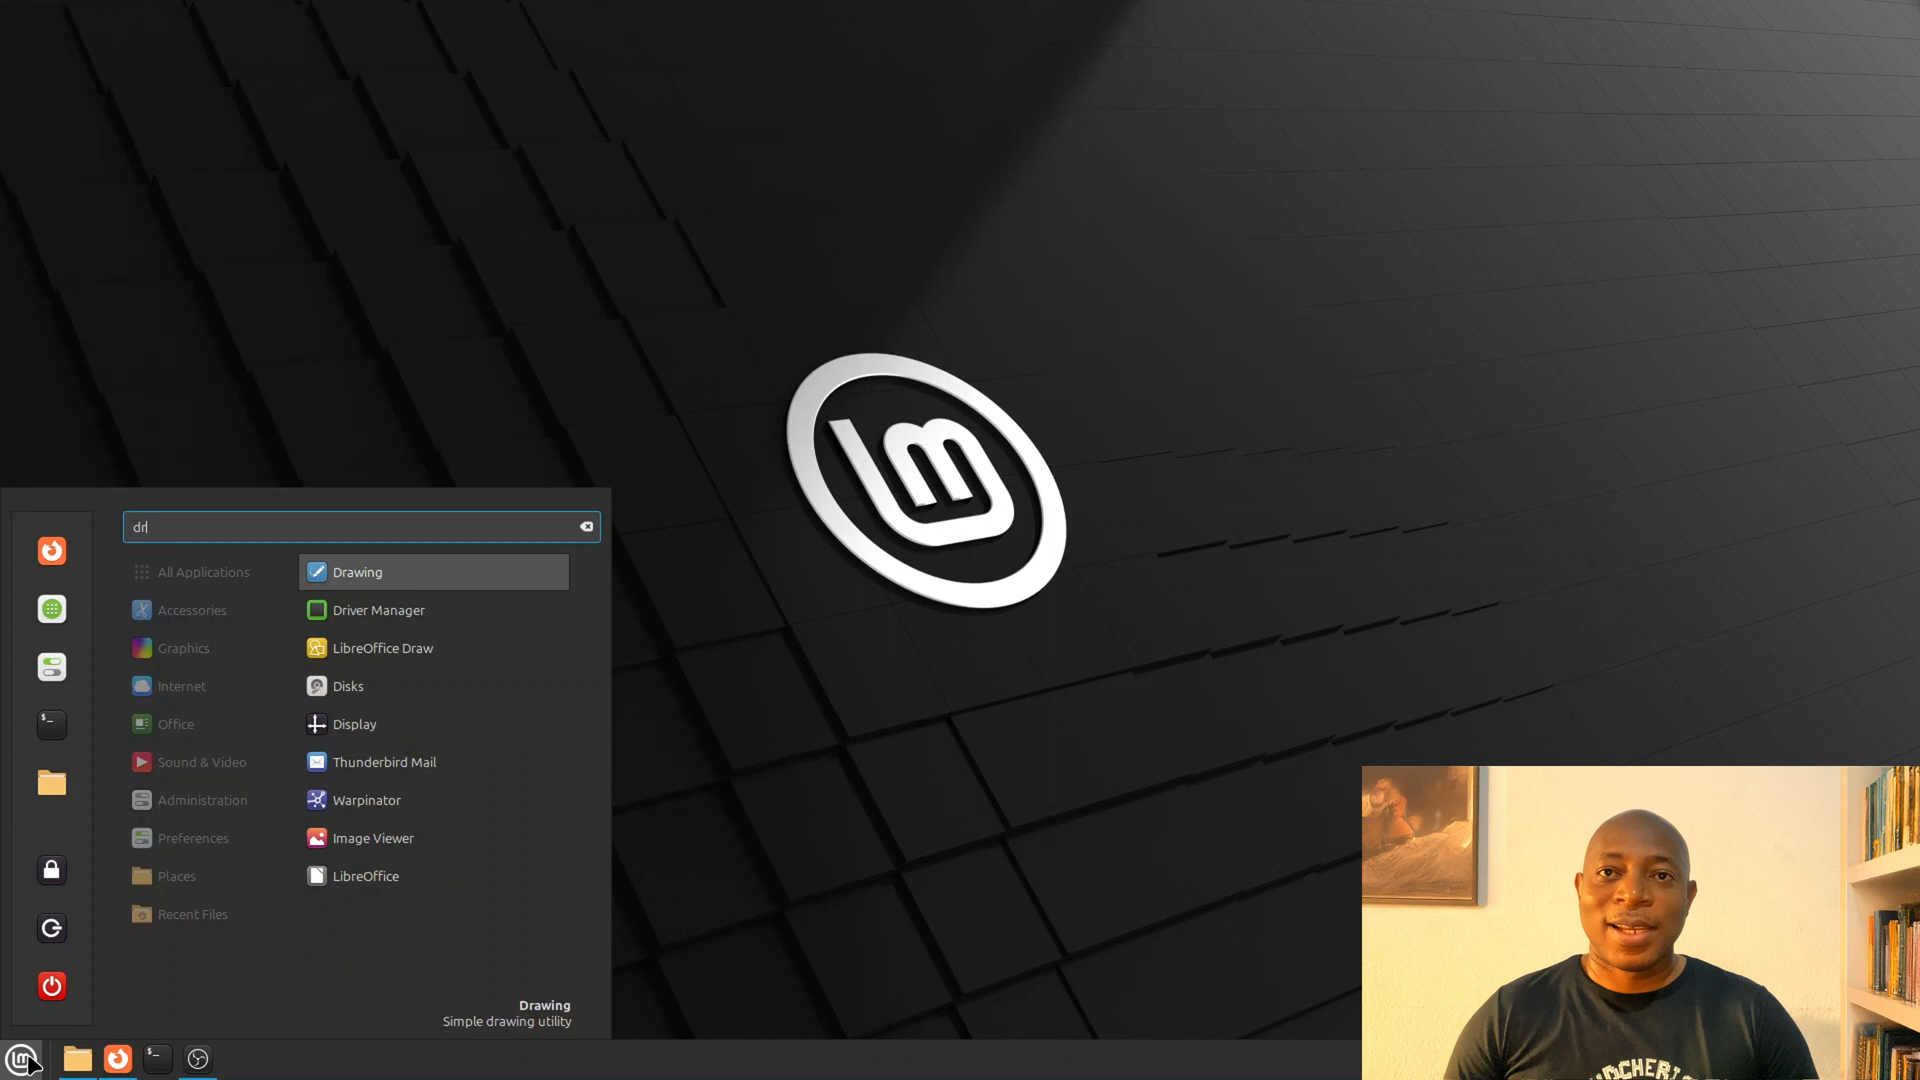 dr
All Applications
Accessories
Graphics
Internet
Office
Sound & Video
Administration
Preferences
Places
Recent Files
Drawing
Driver Manager
LibreOffice Draw
Disks
Display
Thunderbird Mail
Warpinator
Image Viewer
LibreOffice
Drawing
Simple drawing utility
lm